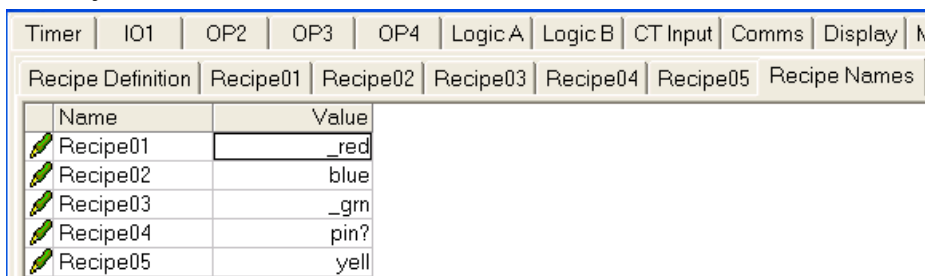 Timer IO1 OP2 OP3 OP4 Logic A Logic B CT Input Comms Display
Recipe Definition Recipe01 Recipe02 Recipe03 Recipe04 Recipe05 Recipe Names
Name Value
Recipe01 _red
Recipe02 blue
Recipe03 _grn
Recipe04 pin?
Recipe05 yell